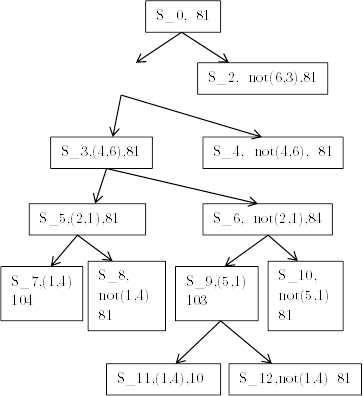 S_0, 81
S_2, not(6,3),81
S_3,(4,6),81
S_4, not(4,6), 81
S_5,(2,1),81
S_6, not(2,1),84
S_7,(1,4)
104
S_8,
not(1,4)
81
S_9,(5,1)
103
S_10,
not(5,1)
81
S_11,(1,4),10
S_12,not(1,4) 81